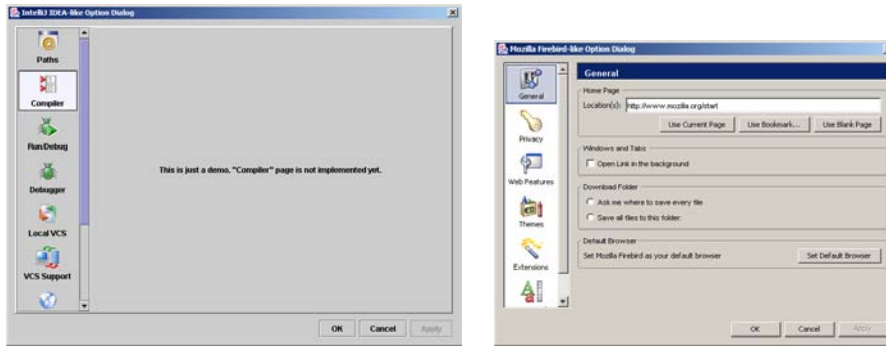 IntelliJ IDEA-like Option Dialog
Paths
Compiler
Run/Debug
Debugger
Local VCS
VCS Support
This is just a demo. "Compiler" page is not implemented yet.
OK Cancel Apply
Mozilla Firebird-like Option Dialog
General
Privacy
Web Features
Themes
Extensions
General
Home Page
Location(s): http://www.mozilla.org/start
Use Current Page Use Bookmark... Use Blank Page
Windows and Tabs
Open Link in the background
Download Folder
Ask me where to save every file
Save all files to this folder:
Default Browser
Set Mozilla Firebird as your default browser Set Default Browser
OK Cancel Apply